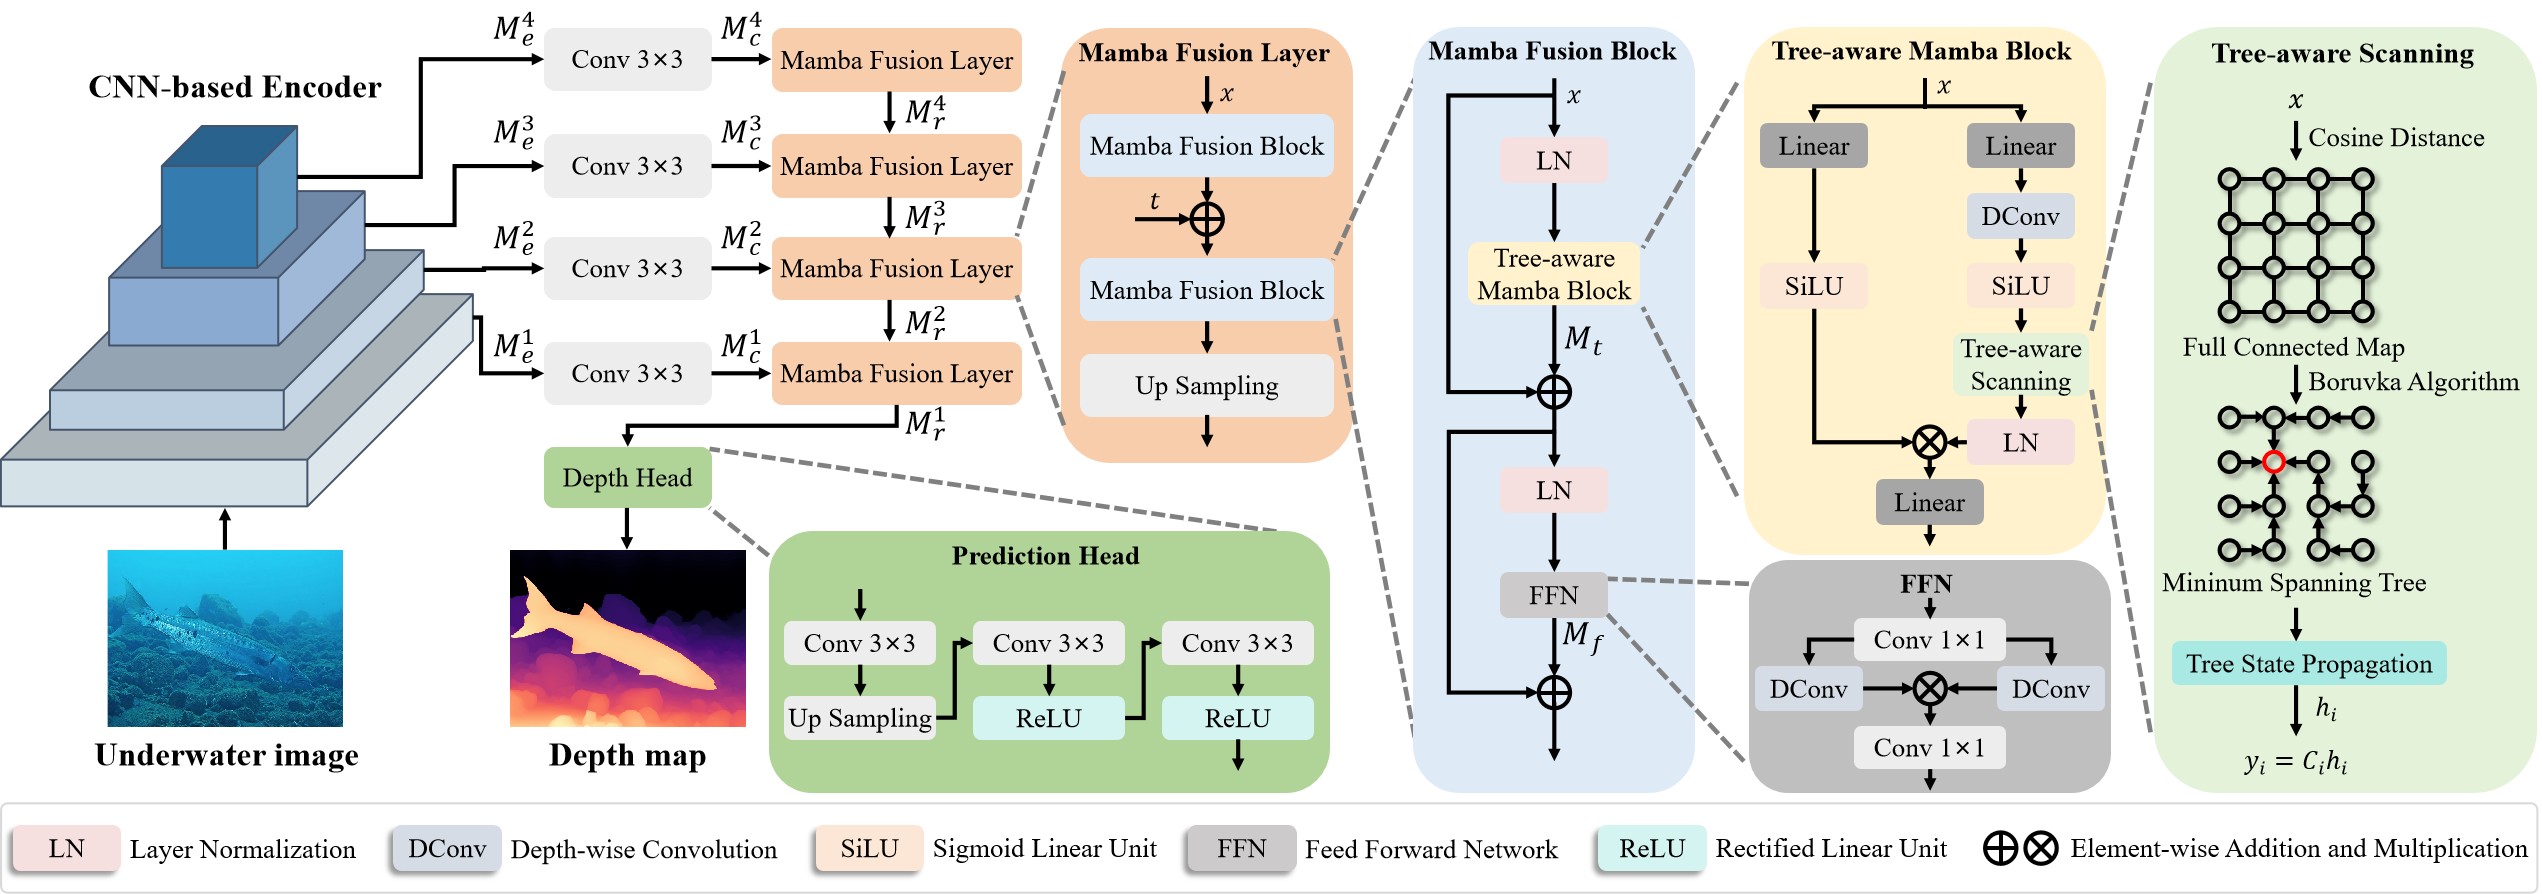 CNN-based Encoder
Underwater image
M_e^4
Conv 3×3
M_c^4
Mamba Fusion Layer
M_r^4
M_e^3
Conv 3×3
M_c^3
Mamba Fusion Layer
M_r^3
M_e^2
Conv 3×3
M_c^2
Mamba Fusion Layer
M_r^2
M_e^1
Conv 3×3
M_c^1
Mamba Fusion Layer
M_r^1
Depth Head
Depth map
Prediction Head
Conv 3×3
Up Sampling
Conv 3×3
ReLU
Conv 3×3
ReLU
Mamba Fusion Layer
x
Mamba Fusion Block
t
Mamba Fusion Block
Up Sampling
Mamba Fusion Block
x
LN
Tree-aware
Mamba Block
M_t
LN
FFN
M_f
Tree-aware Mamba Block
x
Linear
SiLU
Linear
DConv
SiLU
Tree-aware
Scanning
LN
Linear
FFN
Conv 1×1
DConv
DConv
Conv 1×1
Tree-aware Scanning
x
Cosine Distance
Full Connected Map
Boruvka Algorithm
Mininum Spanning Tree
Tree State Propagation
h_i
y_i = C_i h_i
LN Layer Normalization
DConv Depth-wise Convolution
SiLU Sigmoid Linear Unit
FFN Feed Forward Network
ReLU Rectified Linear Unit
Element-wise Addition and Multiplication